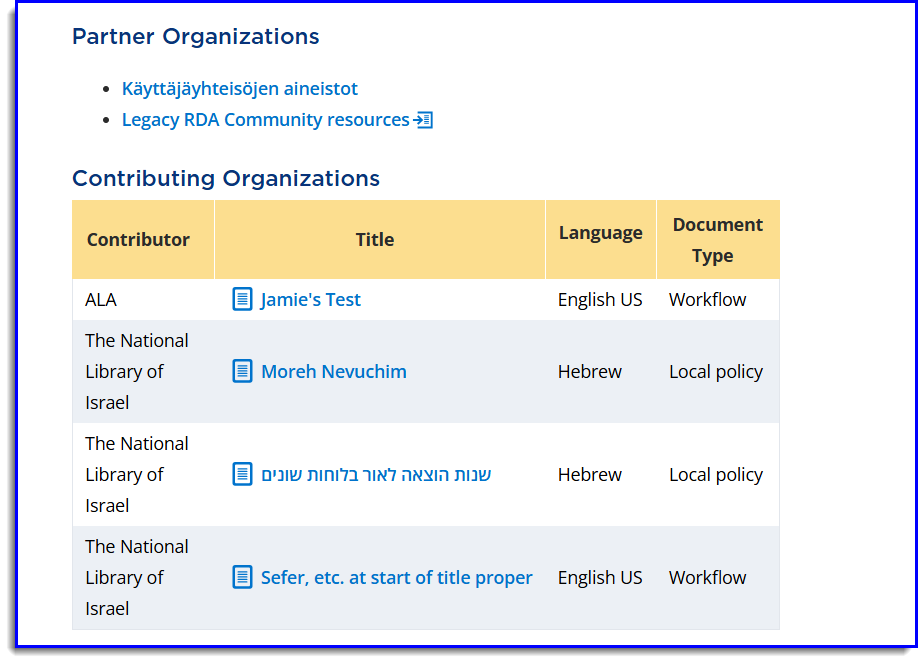 Partner Organizations
Käyttäjäyhteisöjen aineistot
Legacy RDA Community resources
Contributing Organizations
Contributor Title Language Document Type
ALA Jamie's Test English US Workflow
The National Library of Israel Moreh Nevuchim Hebrew Local policy
The National Library of Israel שנות הוצאה לאור בלוחות שונים Hebrew Local policy
The National Library of Israel Sefer, etc. at start of title proper English US Workflow